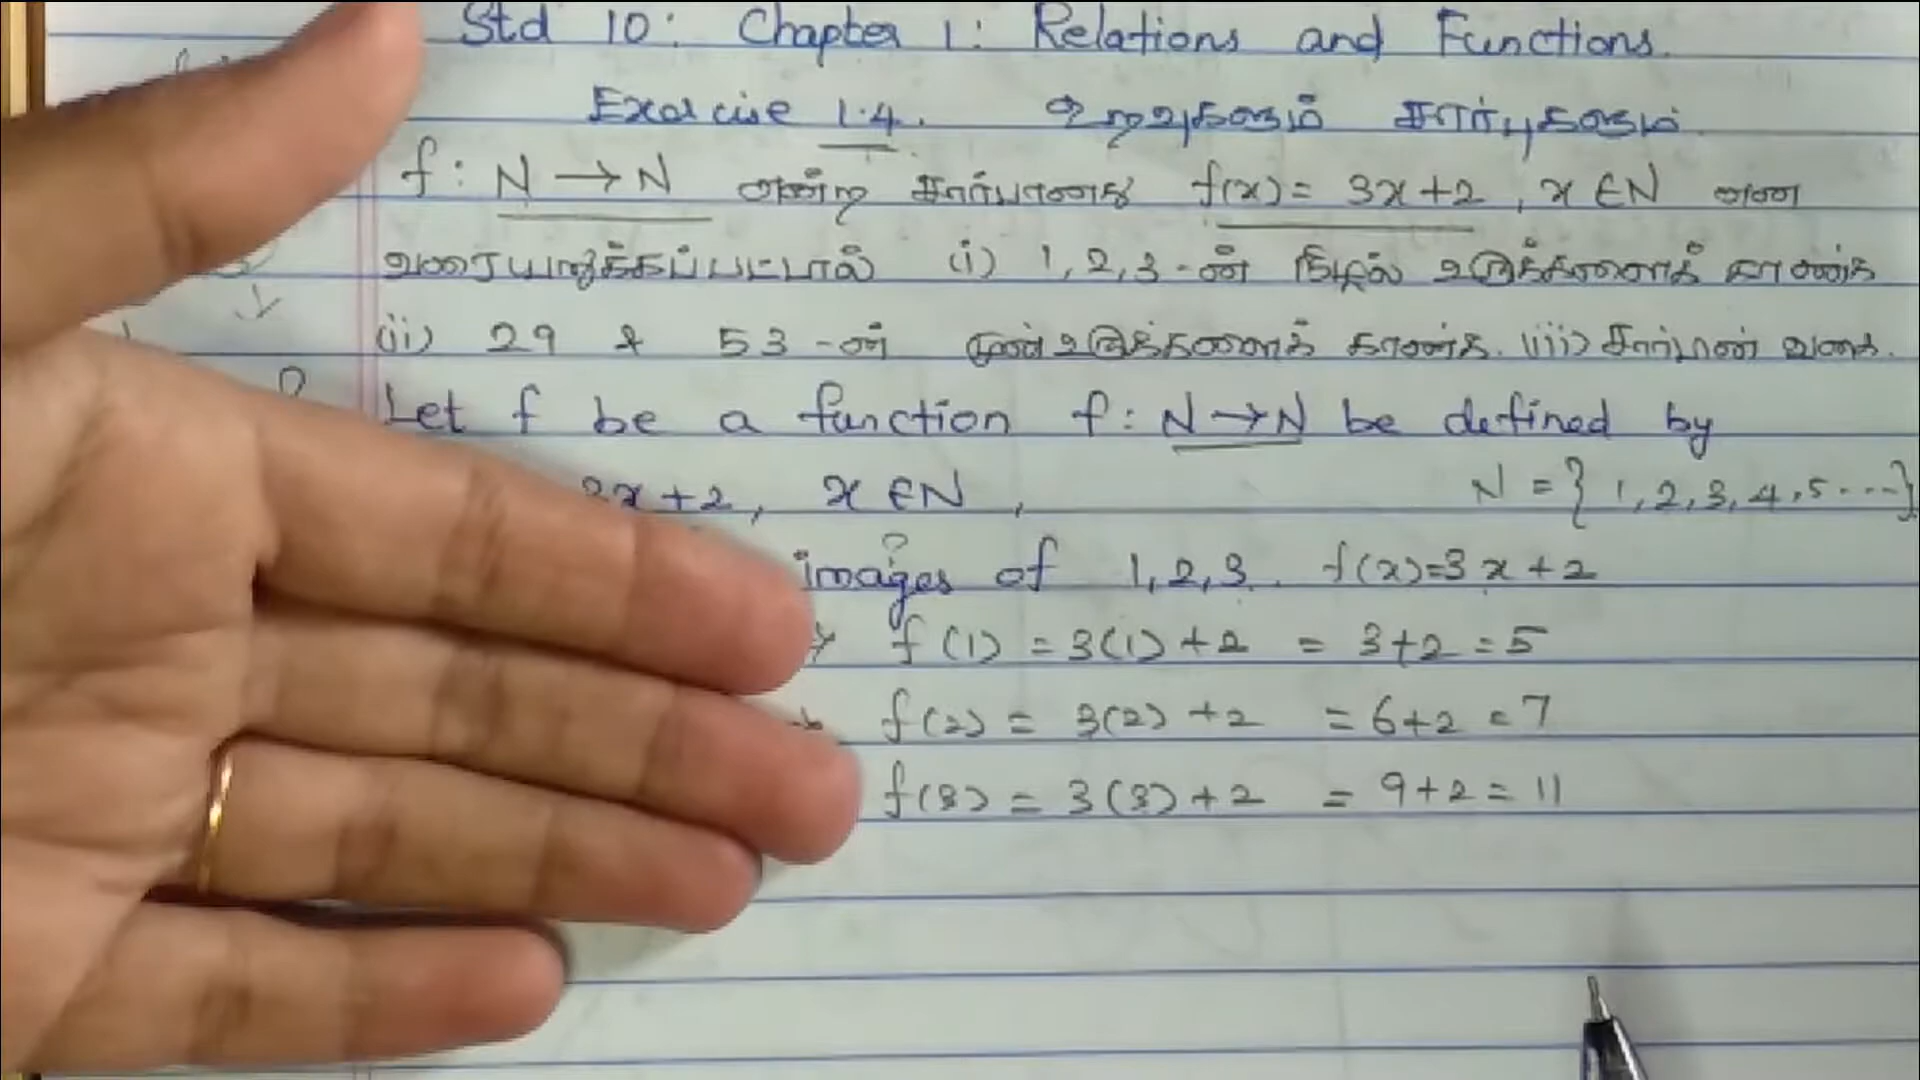 Std 10: Chapter 1: Relations and Functions.
Exercise 1.4. உறவுகளும் சார்புகளும்
f: N → N என்ற சார்பானது f(x)= 3x+2, x ∈ N என
வரையறுக்கப்பட்டால் (i) 1, 2, 3-ன் நிழல் உருக்களைக் காண்க
(ii) 29 & 53-ன் முன் உருக்களைக் காண்க. (iii) சார்பின் வகை.
Let f be a function f: N → N be defined by
3x+2, x ∈ N, N = { 1, 2, 3, 4, 5 ... }
images of 1, 2, 3. f(x)=3x+2
f(1) = 3(1)+2 = 3+2 = 5
f(2) = 3(2)+2 = 6+2 = 7
f(3) = 3(3)+2 = 9+2 = 11